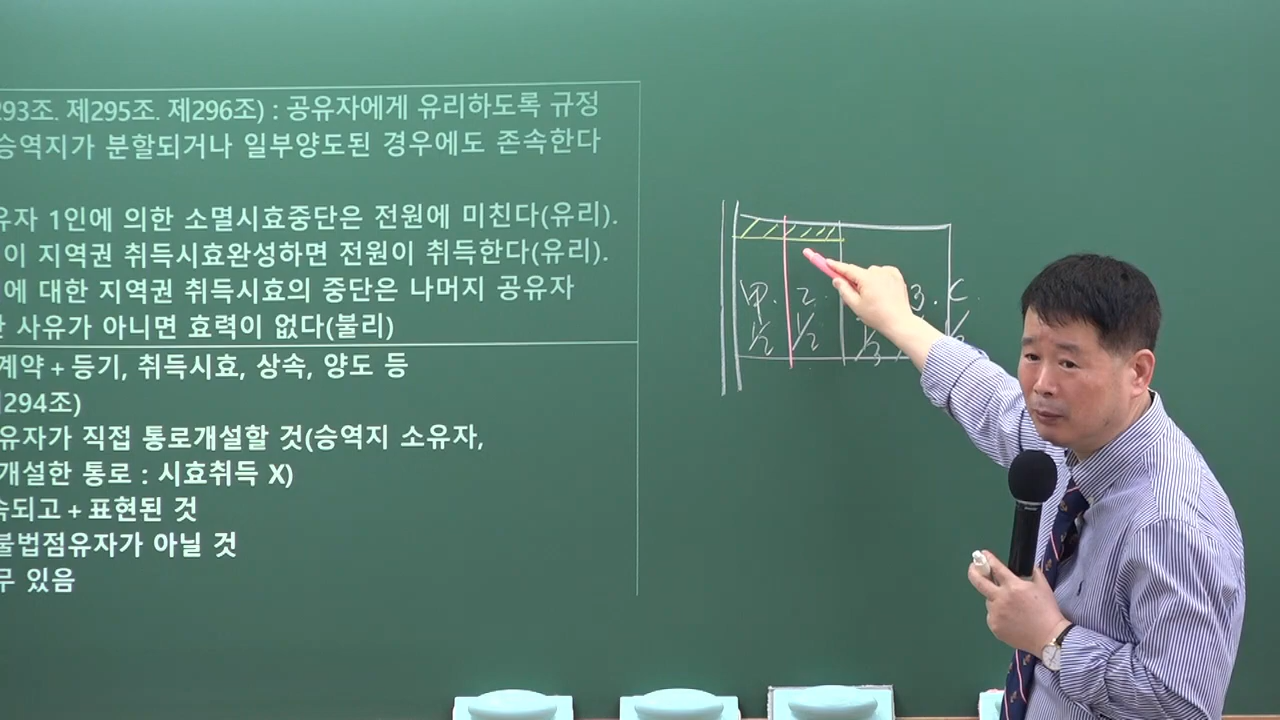 293조. 제295조. 제296조) : 공유자에게 유리하도록 규정
승역지가 분할되거나 일부양도된 경우에도 존속한다
유자 1인에 의한 소멸시효중단은 전원에 미친다(유리).
이 지역권 취득시효완성하면 전원이 취득한다(유리).
에 대한 지역권 취득시효의 중단은 나머지 공유자
사유가 아니면 효력이 없다(불리)
계약 + 등기, 취득시효, 상속, 양도 등
294조)
유자가 직접 통로개설할 것(승역지 소유자,
개설한 통로 : 시효취득 X)
속되고 + 표현된 것
불법점유자가 아닐 것
무 있음
甲. 乙. B. C.
1/2 1/2 1/3